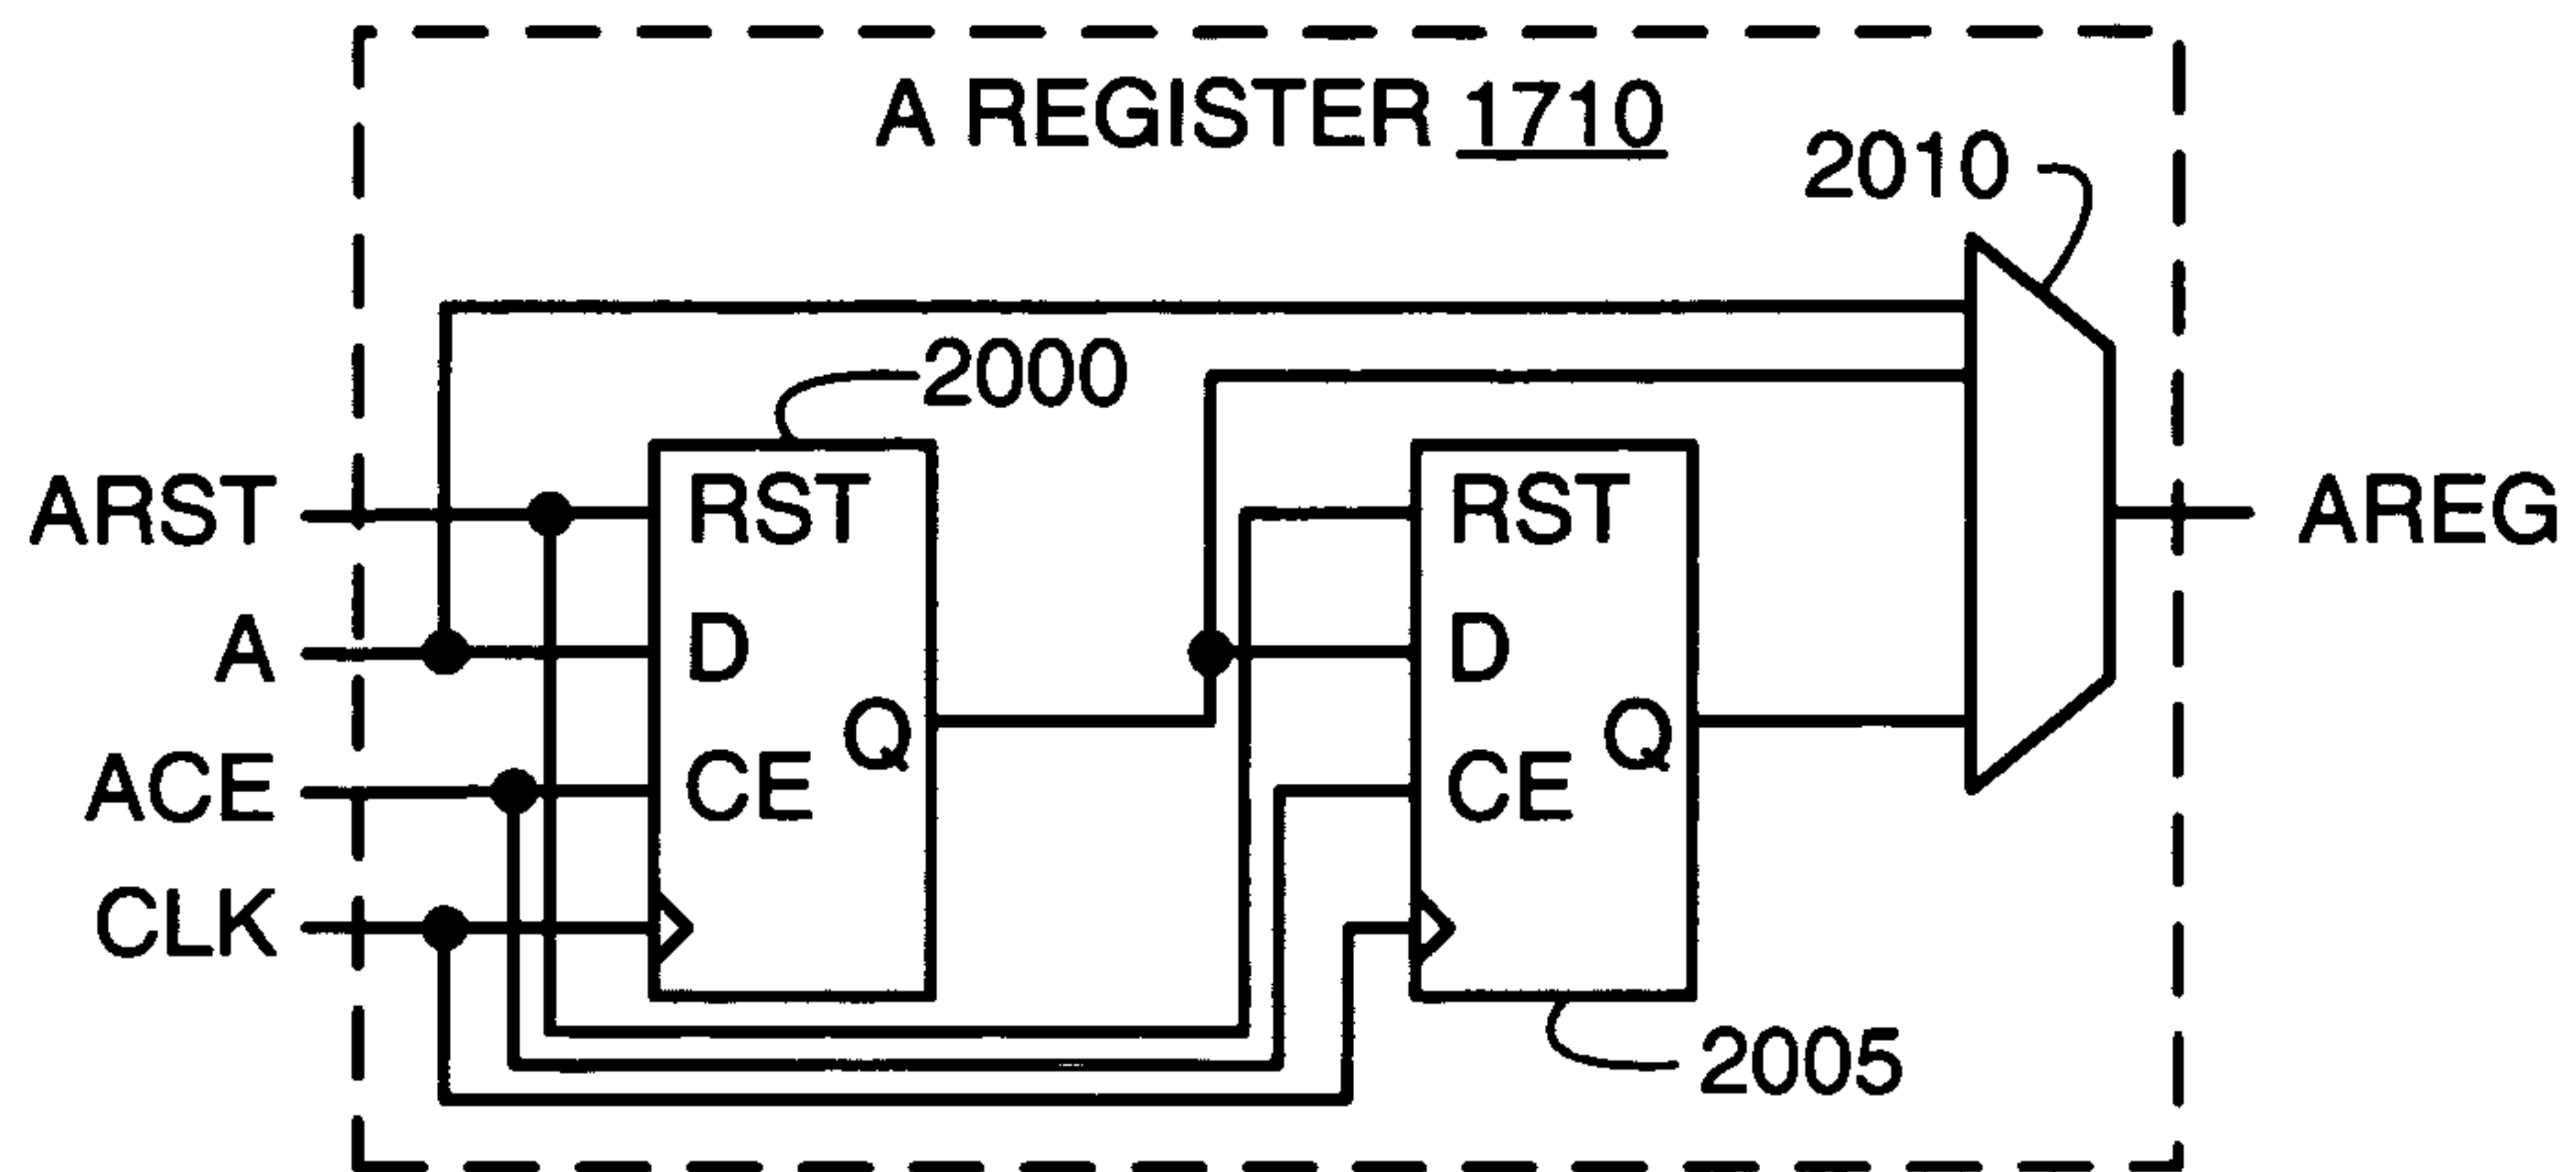 A REGISTER 1710
2010
2000
ARST
RST
RST
AREG
A
D
D
Q
Q
ACE
CE
CE
CLK
2005